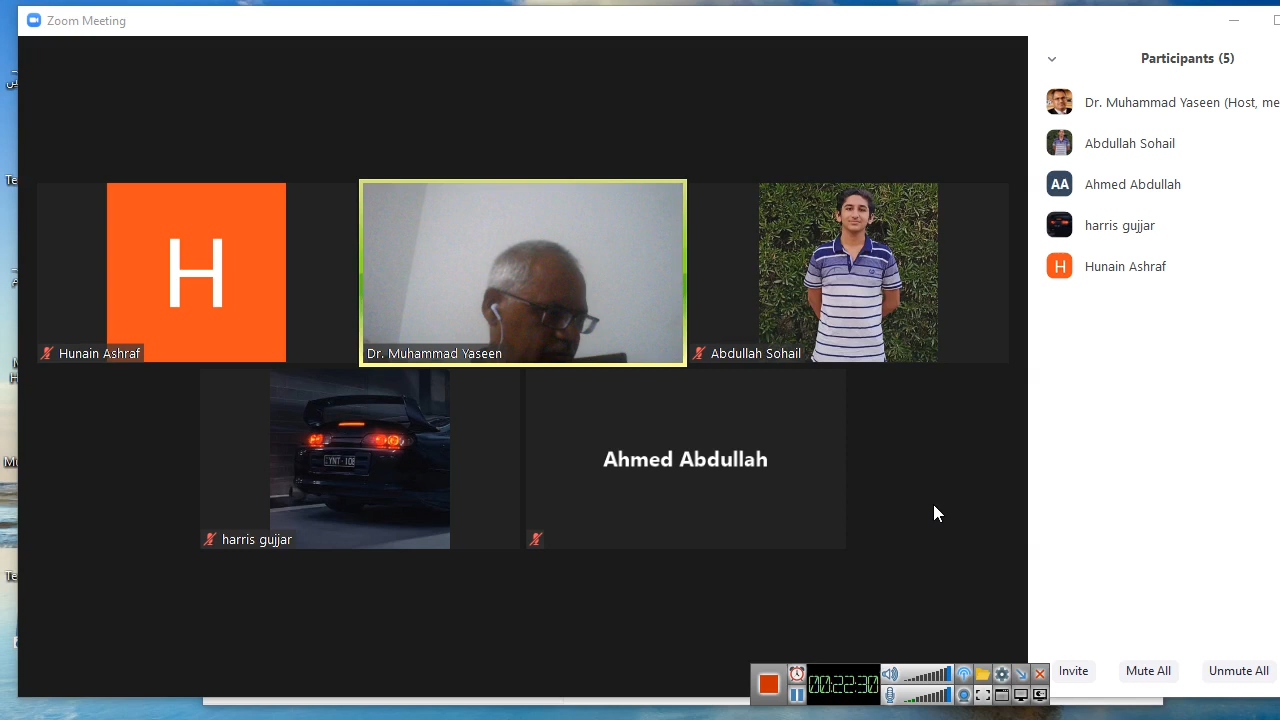 Zoom Meeting
Participants (5)
Dr. Muhammad Yaseen (Host, me
Abdullah Sohail
AA
Ahmed Abdullah
harris gujjar
H
Hunain Ashraf
H
Hunain Ashraf
Dr. Muhammad Yaseen
Abdullah Sohail
harris gujjar
Ahmed Abdullah
00:22:30
Invite
Mute All
Unmute All